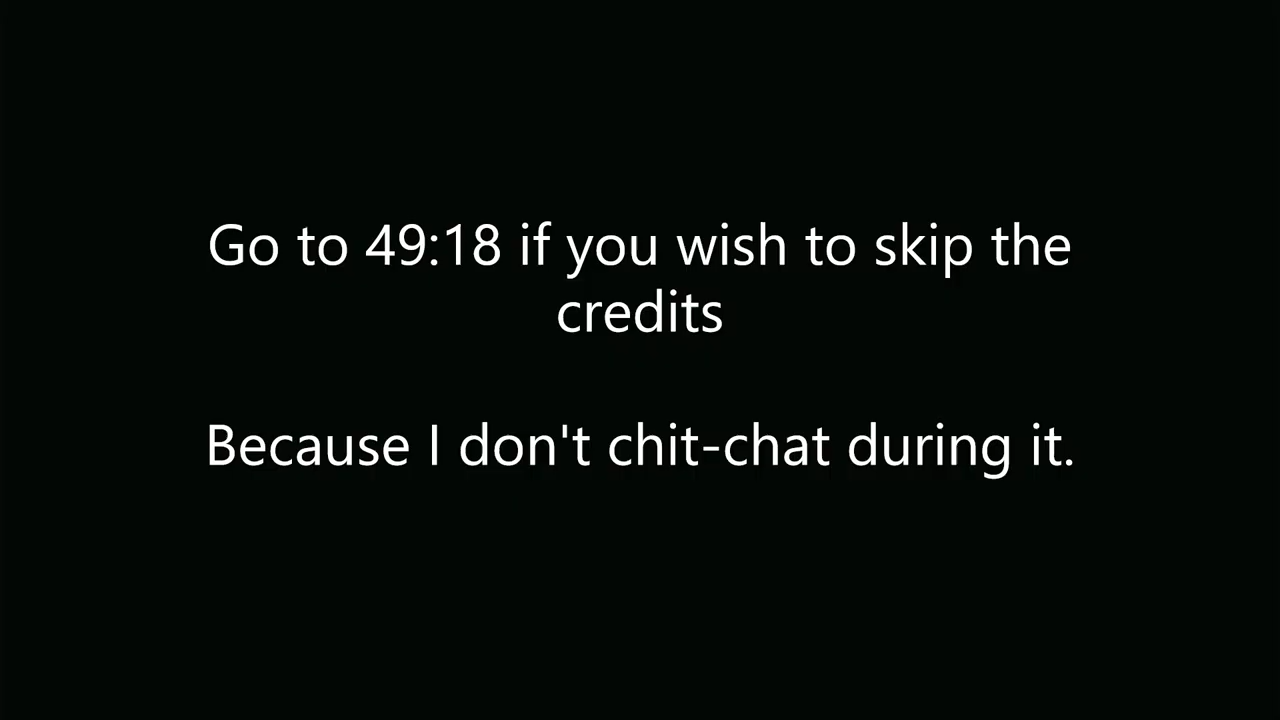 Go to 49:18 if you wish to skip the
credits
Because I don't chit-chat during it.